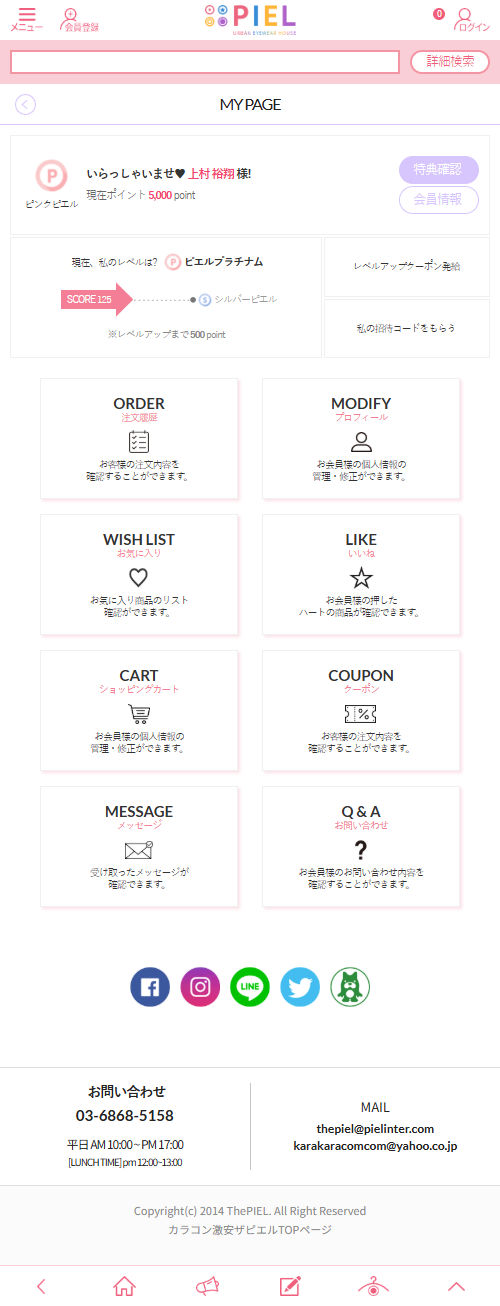 メニュー
会員登録
PIEL
URBAN EYEWEAR HOUSE
0
ログイン
詳細検索
MY PAGE
P
ピンクピエル
いらっしゃいませ♥ 上村 裕翔 様!
現在ポイント 5,000 point
特典確認
会員情報
現在、私のレベルは? P ピエルプラチナム
SCORE 125
S シルバーピエル
※レベルアップまで 500 point
レベルアップクーポン発給
私の招待コードをもらう
ORDER
注文履歴
お客様の注文内容を
確認することができます。
MODIFY
プロフィール
お会員様の個人情報の
管理・修正ができます。
WISH LIST
お気に入り
お気に入り商品のリスト
確認ができます。
LIKE
いいね
お会員様の押した
ハートの商品が確認できます。
CART
ショッピングカート
お会員様の個人情報の
管理・修正ができます。
COUPON
クーポン
お客様の注文内容を
確認することができます。
MESSAGE
メッセージ
受け取ったメッセージが
確認できます。
Q & A
お問い合わせ
お会員様のお問い合わせ内容を
確認することができます。
LINE
お問い合わせ
03-6868-5158
平日 AM 10:00 ~ PM 17:00
[LUNCH TIME] pm 12:00~13:00
MAIL
thepiel@pielinter.com
karakaracomcom@yahoo.co.jp
Copyright(c) 2014 ThePIEL. All Right Reserved
カラコン激安ザピエルTOPページ